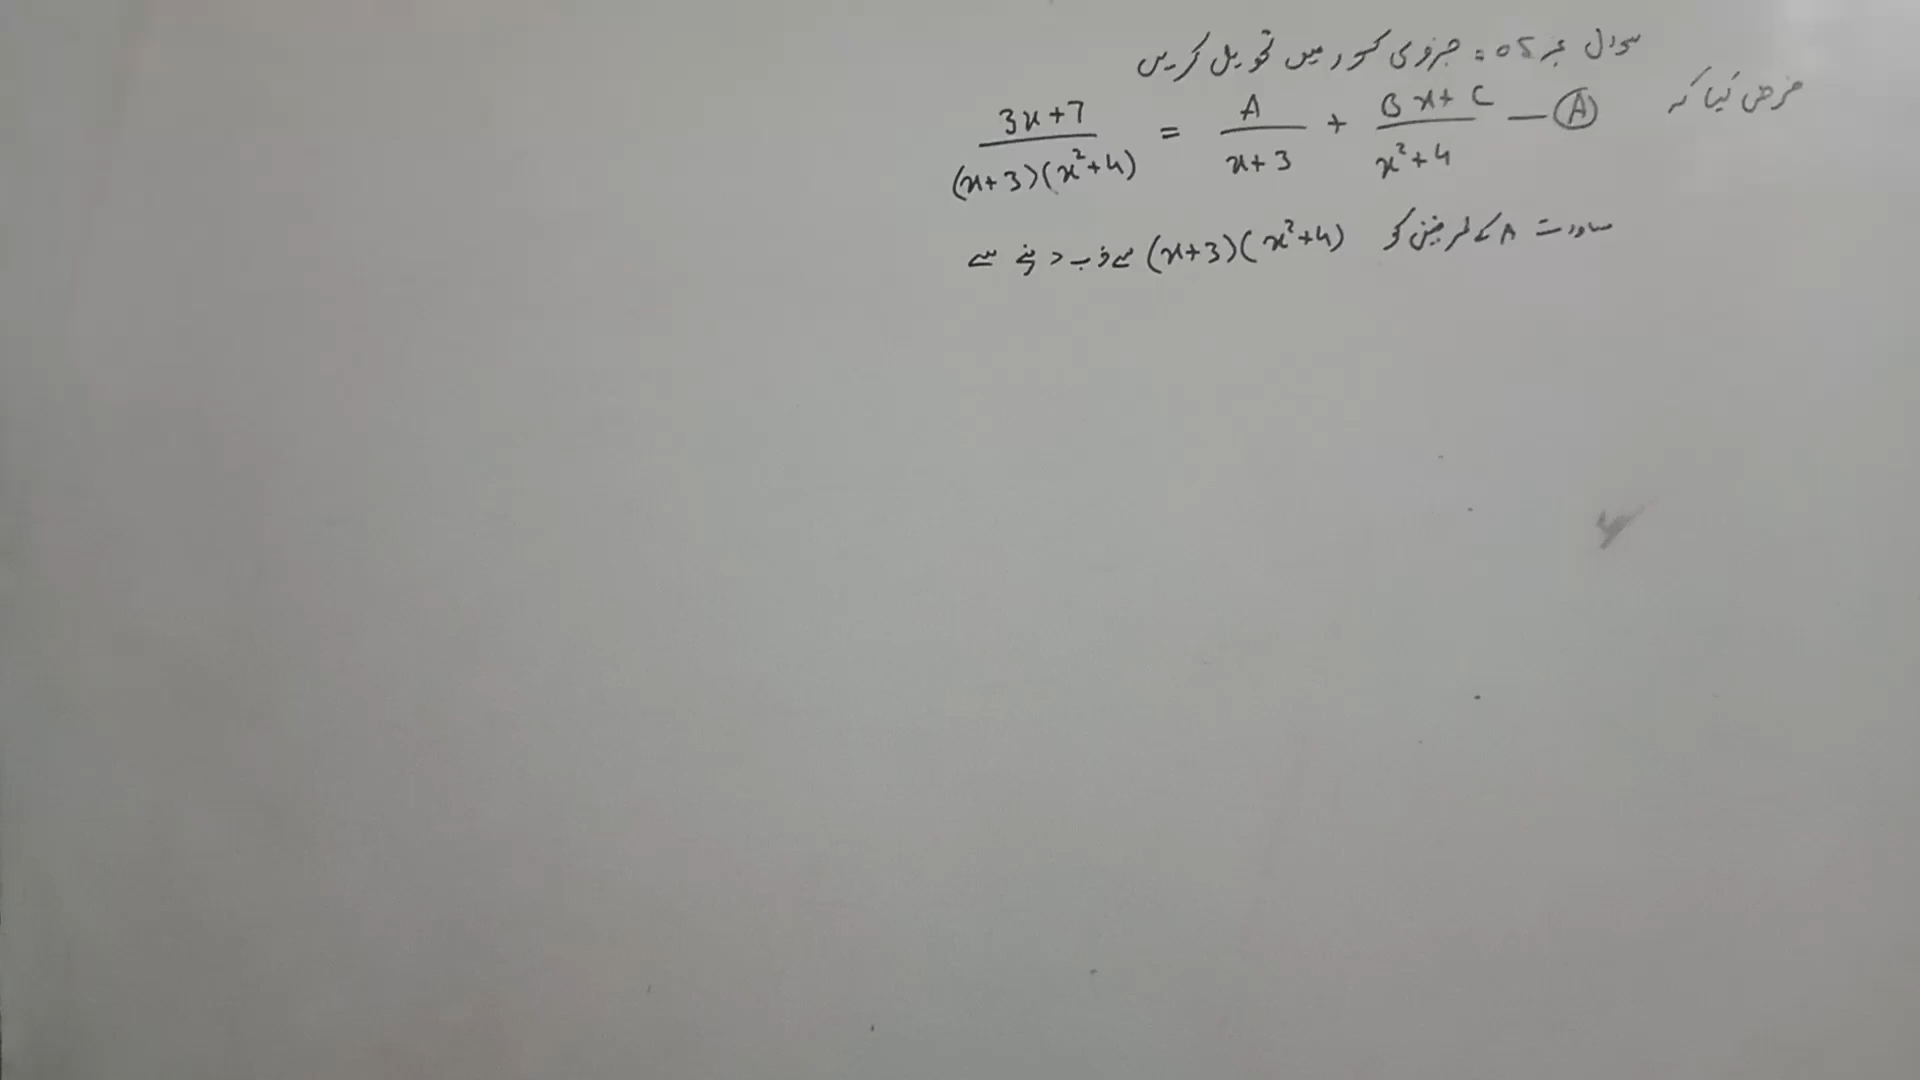 سوال نمبر 05: جزوی کسور میں تحویل کریں
فرض کیا کہ (3x+7)/((x+3)(x²+4)) = A/(x+3) + (Bx+C)/(x²+4) — Ⓐ
مساوات A کے طرفین کو (x+3)(x²+4) سے ضرب دینے سے